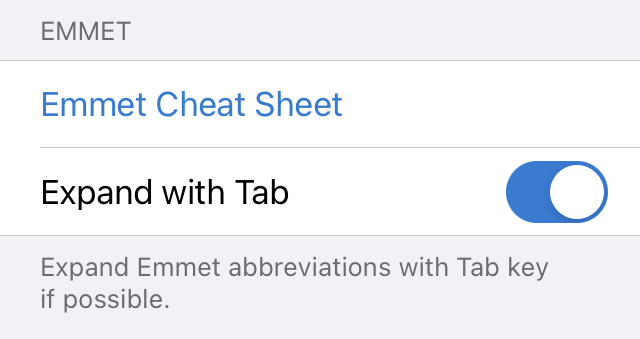 EMMET
Emmet Cheat Sheet
Expand with Tab
Expand Emmet abbreviations with Tab key
if possible.